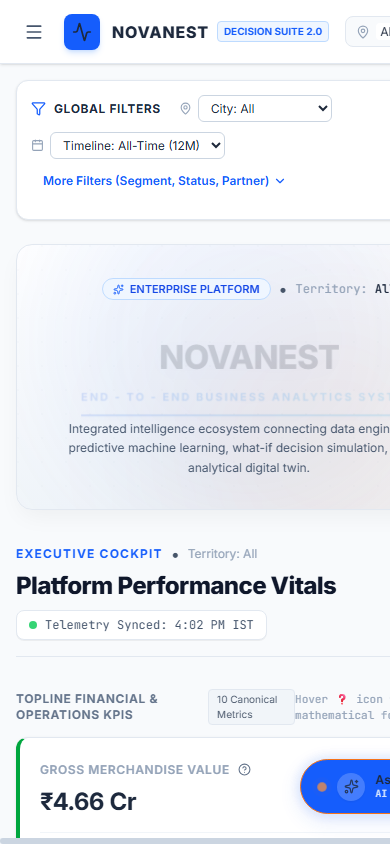 NOVANEST DECISION SUITE 2.0
GLOBAL FILTERS City: All
Timeline: All-Time (12M)
More Filters (Segment, Status, Partner)
ENTERPRISE PLATFORM • Territory: Al
NOVANEST
END - TO - END BUSINESS ANALYTICS SYST
Integrated intelligence ecosystem connecting data engin
predictive machine learning, what-if decision simulation,
analytical digital twin.
EXECUTIVE COCKPIT • Territory: All
Platform Performance Vitals
Telemetry Synced: 4:02 PM IST
TOPLINE FINANCIAL &
OPERATIONS KPIS
10 Canonical
Metrics
Hover ❓ icon
mathematical fo
GROSS MERCHANDISE VALUE
₹4.66 Cr
As
AI